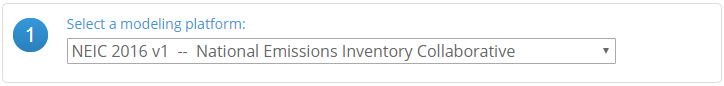 1
Select a modeling platform:
NEIC 2016 v1 -- National Emissions Inventory Collaborative